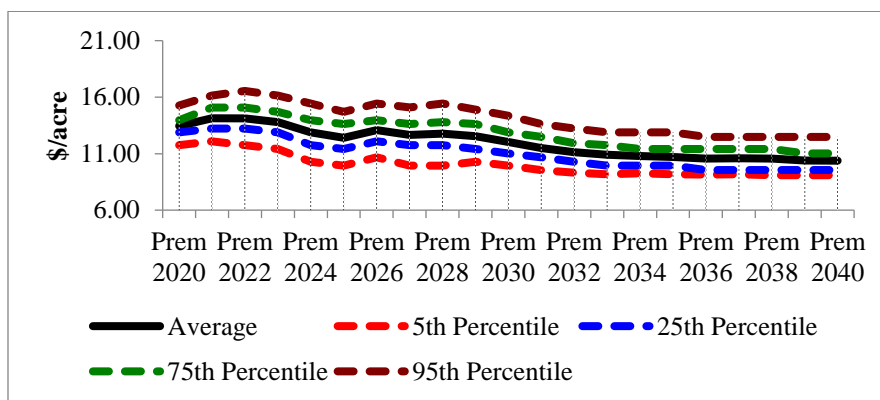 21.00
16.00
11.00
6.00
$/acre
Prem Prem Prem Prem Prem Prem Prem Prem Prem Prem Prem
2020 2022 2024 2026 2028 2030 2032 2034 2036 2038 2040
Average 5th Percentile 25th Percentile
75th Percentile 95th Percentile